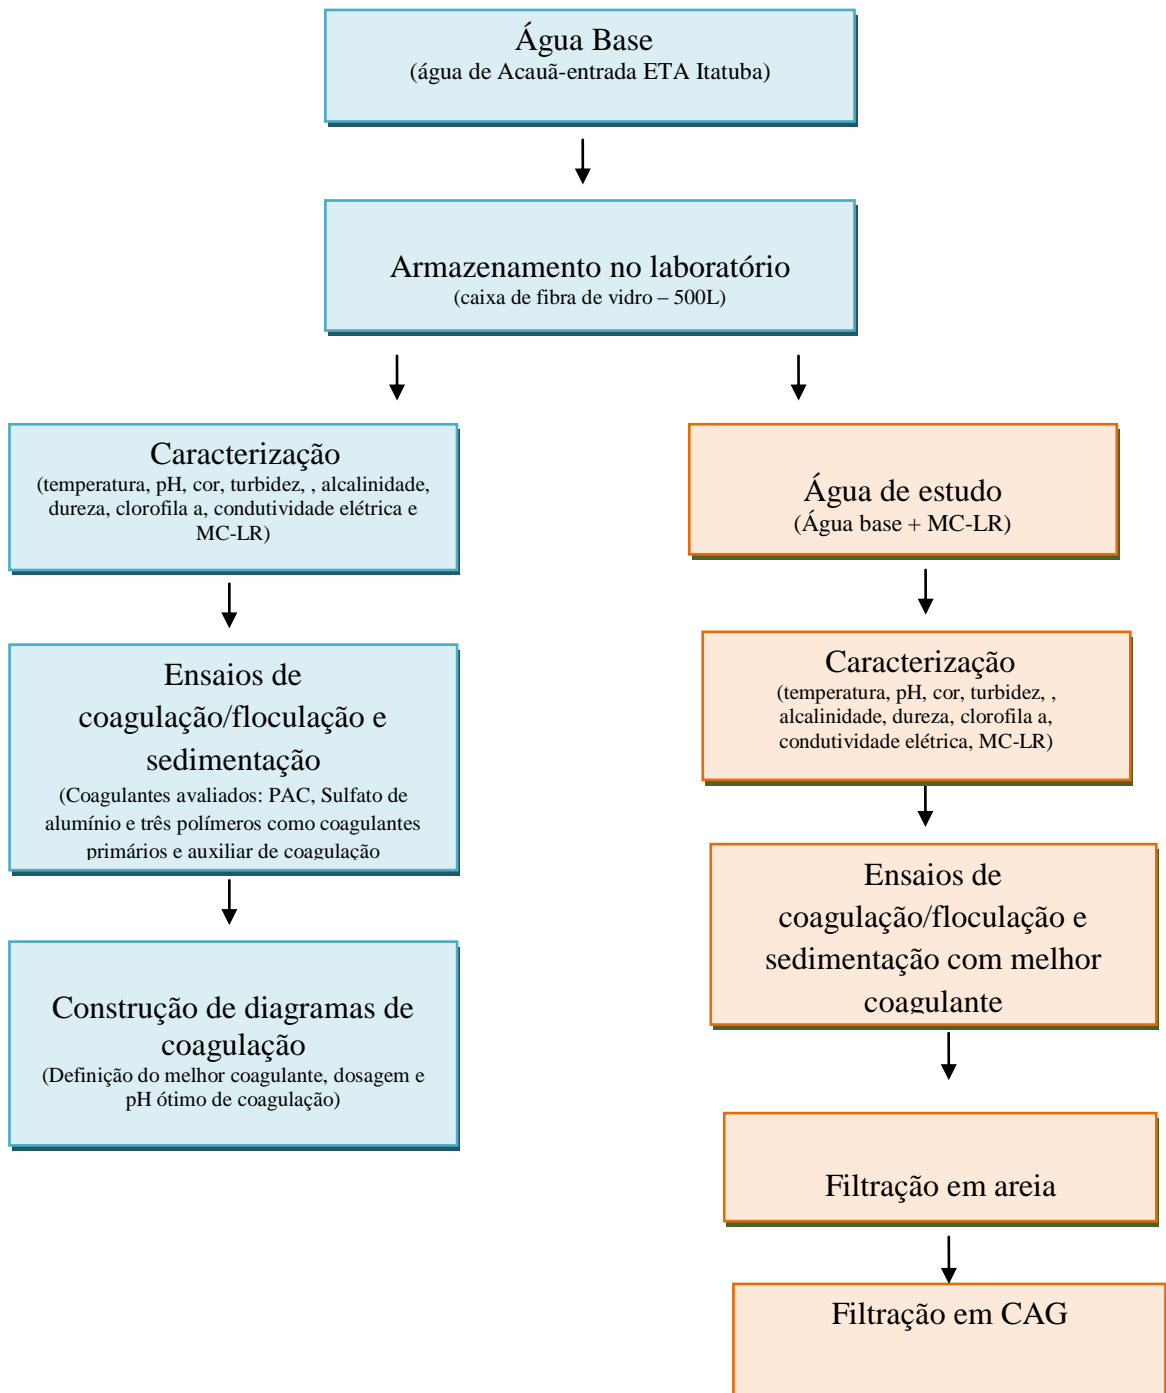 Água Base
(água de Acauã-entrada ETA Itatuba)
Armazenamento no laboratório
(caixa de fibra de vidro – 500L)
Caracterização
(temperatura, pH, cor, turbidez, , alcalinidade,
dureza, clorofila a, condutividade elétrica e
MC-LR)
Ensaios de
coagulação/floculação e
sedimentação
(Coagulantes avaliados: PAC, Sulfato de
alumínio e três polímeros como coagulantes
primários e auxiliar de coagulação
Construção de diagramas de
coagulação
(Definição do melhor coagulante, dosagem e
pH ótimo de coagulação)
Água de estudo
(Água base + MC-LR)
Caracterização
(temperatura, pH, cor, turbidez, ,
alcalinidade, dureza, clorofila a,
condutividade elétrica, MC-LR)
Ensaios de
coagulação/floculação e
sedimentação com melhor
coagulante
Filtração em areia
Filtração em CAG